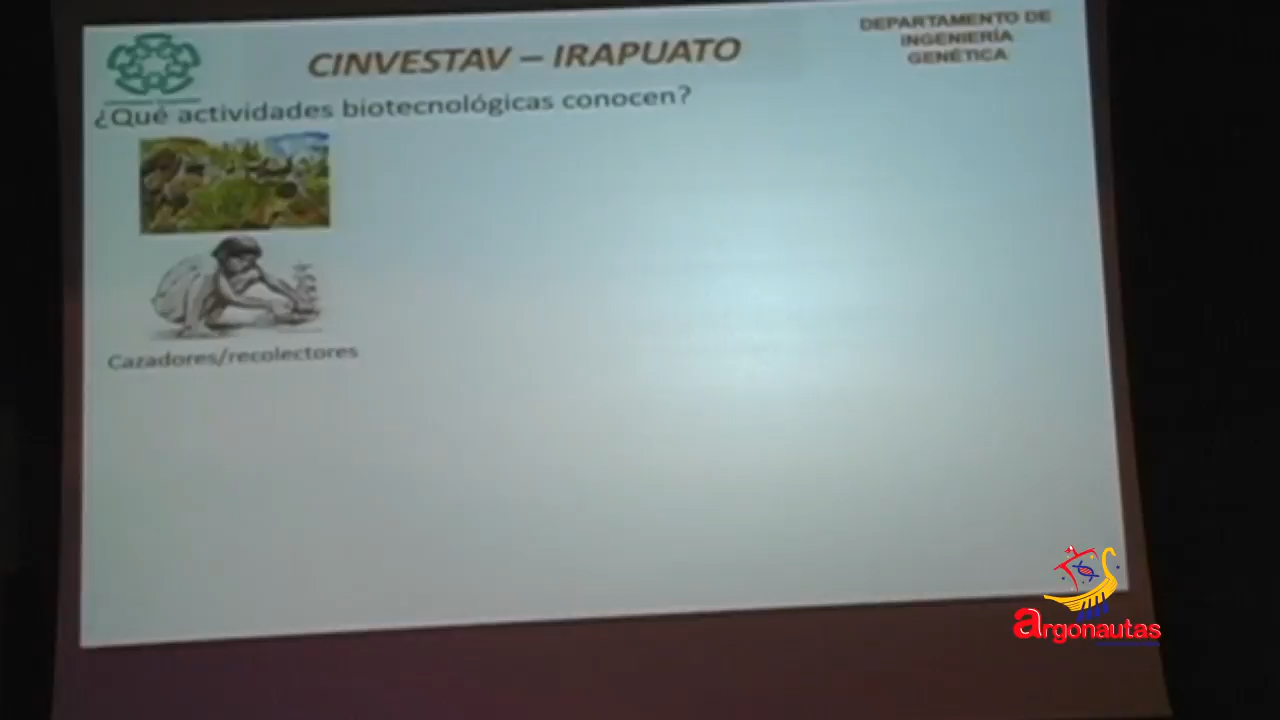 CINVESTAV – IRAPUATO
DEPARTAMENTO DE
INGENIERÍA
GENÉTICA
¿Qué actividades biotecnológicas conocen?
Cazadores/recolectores
argonautas